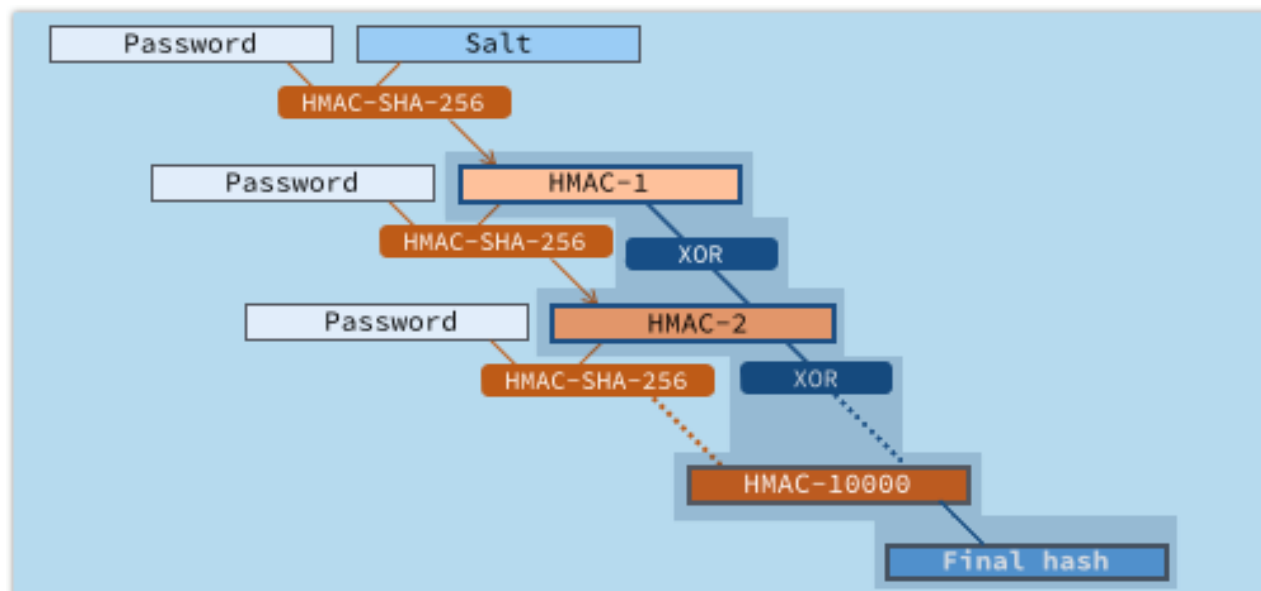 Password Salt
HMAC-SHA-256
Password HMAC-1
HMAC-SHA-256 XOR
Password HMAC-2
HMAC-SHA-256 XOR
HMAC-10000
Final hash